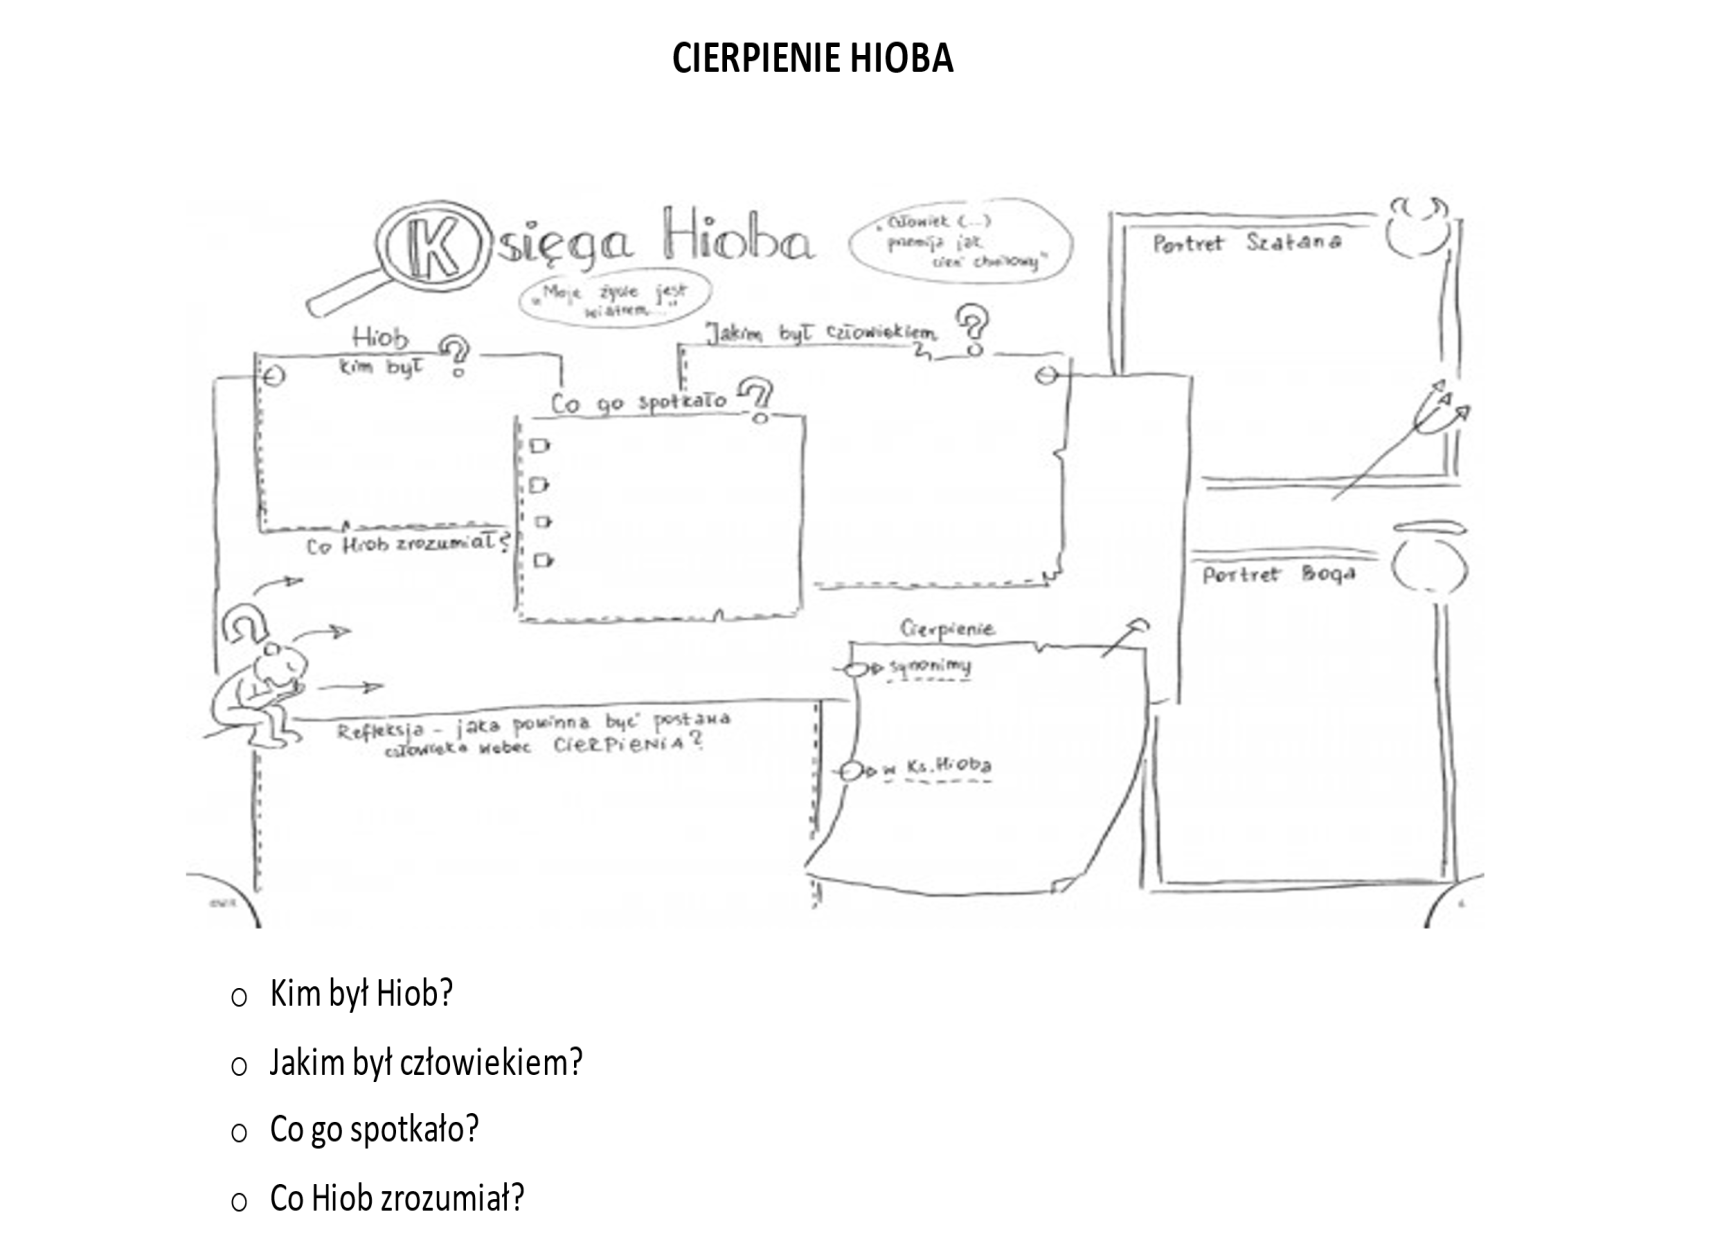 CIERPIENIE HIOBA
Księga Hioba
„Człowiek (...)
przemija jak
cień chmurowy"
„Moje życie jest
wiatrem..."
Portret Szatana
Hiob
kim był ?
Jakim był człowiekiem ?
Co go spotkało ?
Co Hiob zrozumiał?
Portret Boga
Cierpienie
synonimy
w Ks. Hioba
Refleksja - jaka powinna być postawa
człowieka wobec CIERPIENIA?
o Kim był Hiob?
o Jakim był człowiekiem?
o Co go spotkało?
o Co Hiob zrozumiał?